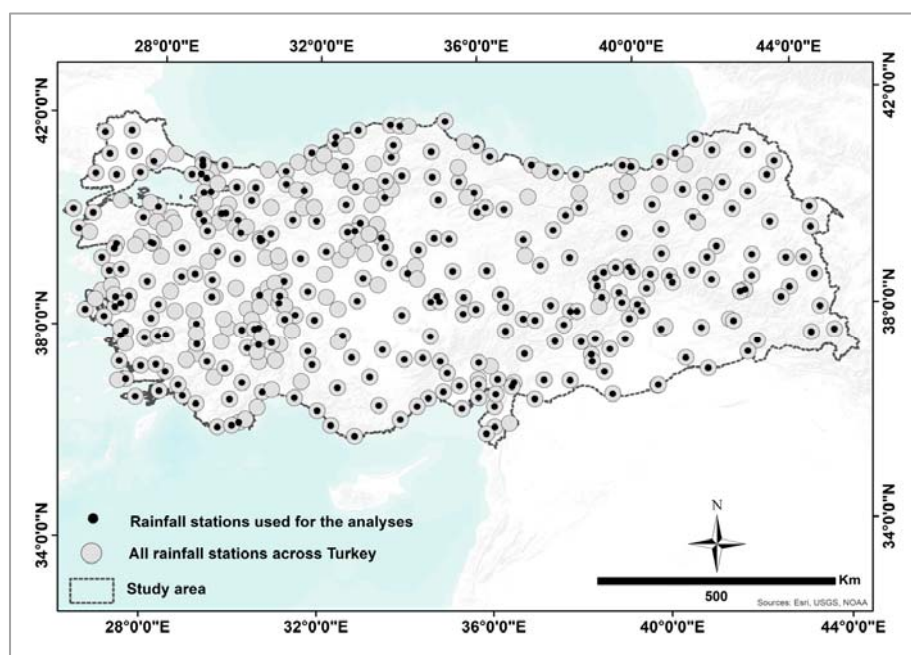 28°0'0"E 32°0'0"E 36°0'0"E 40°0'0"E 44°0'0"E
42°0'0"N
42°0'0"N
38°0'0"N
38°0'0"N
34°0'0"N
34°0'0"N
Rainfall stations used for the analyses
All rainfall stations across Turkey
Study area
N
Km
500
Sources: Esri, USGS, NOAA
28°0'0"E 32°0'0"E 36°0'0"E 40°0'0"E 44°0'0"E